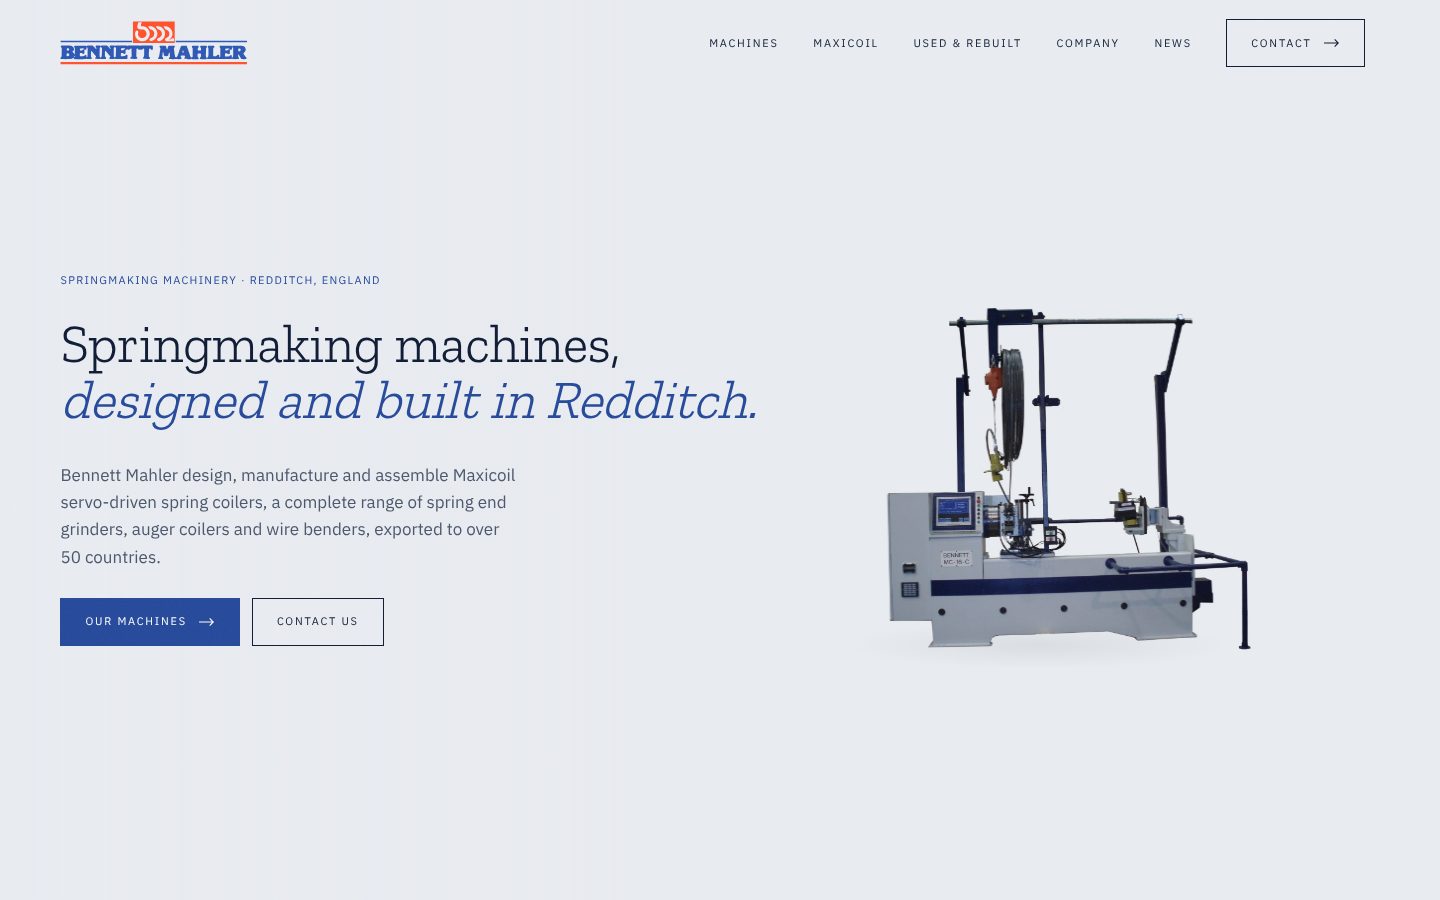 BENNETT MAHLER
MACHINES
MAXICOIL
USED & REBUILT
COMPANY
NEWS
CONTACT
SPRINGMAKING MACHINERY · REDDITCH, ENGLAND
Springmaking machines,
designed and built in Redditch.
Bennett Mahler design, manufacture and assemble Maxicoil
servo-driven spring coilers, a complete range of spring end
grinders, auger coilers and wire benders, exported to over
50 countries.
OUR MACHINES
CONTACT US
BENNETT
MC-16-C